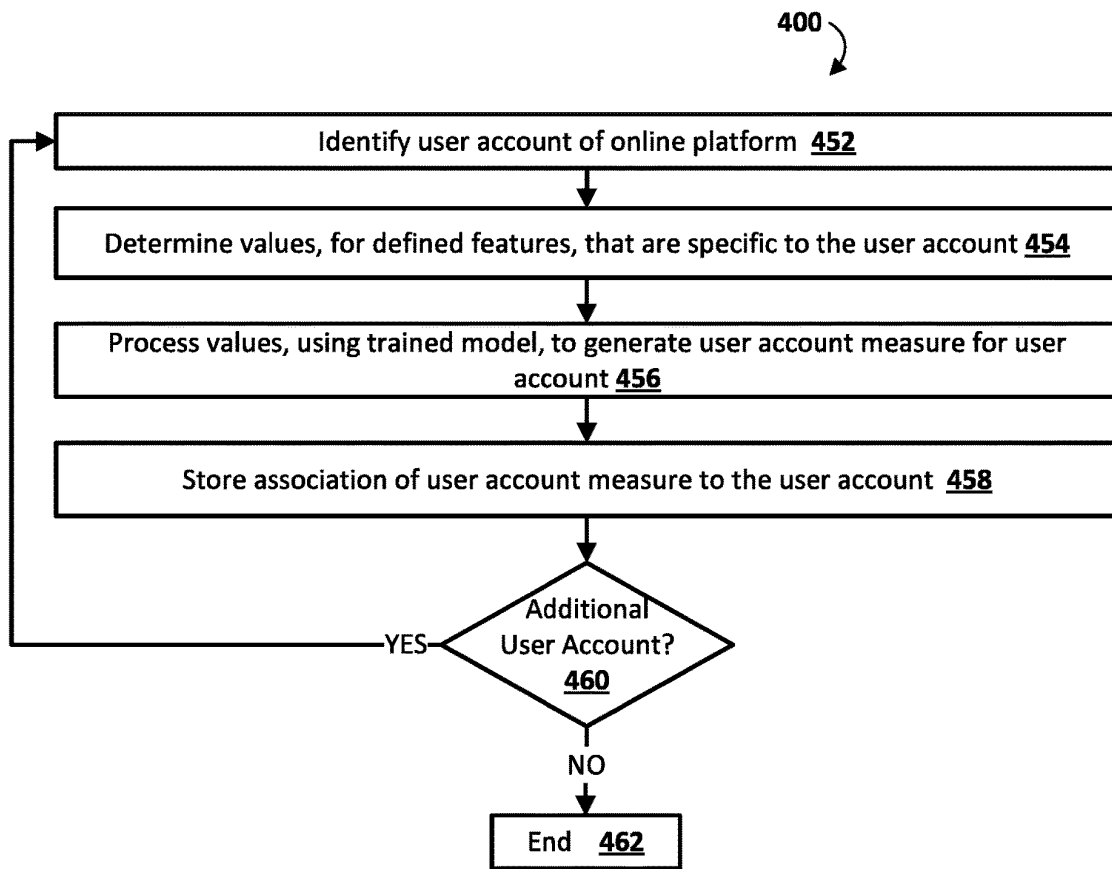 400
Identify user account of online platform 452
Determine values, for defined features, that are specific to the user account 454
Process values, using trained model, to generate user account measure for user
account 456
Store association of user account measure to the user account 458
Additional
User Account?
460
YES
NO
End 462